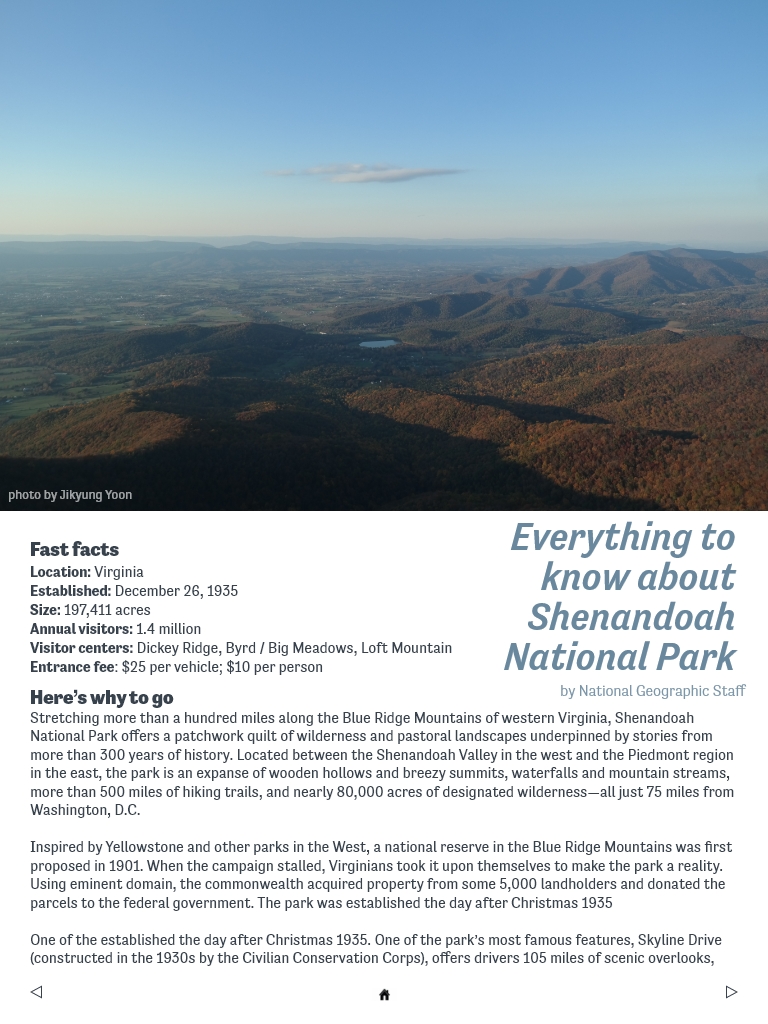 photo by Jikyung Yoon
Everything to
know about
Shenandoah
National Park
by National Geographic Staff
Fast facts
Location: Virginia
Established: December 26, 1935
Size: 197,411 acres
Annual visitors: 1.4 million
Visitor centers: Dickey Ridge, Byrd / Big Meadows, Loft Mountain
Entrance fee: $25 per vehicle; $10 per person
Here's why to go
Stretching more than a hundred miles along the Blue Ridge Mountains of western Virginia, Shenandoah
National Park offers a patchwork quilt of wilderness and pastoral landscapes underpinned by stories from
more than 300 years of history. Located between the Shenandoah Valley in the west and the Piedmont region
in the east, the park is an expanse of wooden hollows and breezy summits, waterfalls and mountain streams,
more than 500 miles of hiking trails, and nearly 80,000 acres of designated wilderness—all just 75 miles from
Washington, D.C.
Inspired by Yellowstone and other parks in the West, a national reserve in the Blue Ridge Mountains was first
proposed in 1901. When the campaign stalled, Virginians took it upon themselves to make the park a reality.
Using eminent domain, the commonwealth acquired property from some 5,000 landholders and donated the
parcels to the federal government. The park was established the day after Christmas 1935
One of the established the day after Christmas 1935. One of the park's most famous features, Skyline Drive
(constructed in the 1930s by the Civilian Conservation Corps), offers drivers 105 miles of scenic overlooks,